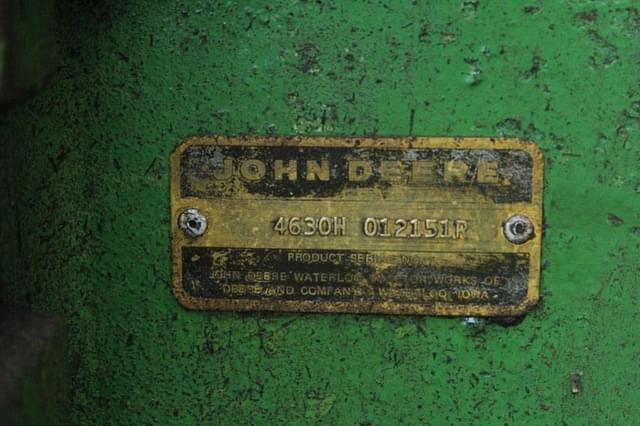 JOHN DEERE
4630H 012151R
PRODUCT SERIAL NO.
JOHN DEERE WATERLOO TRACTOR WORKS OF
DEERE AND COMPANY WATERLOO, IOWA